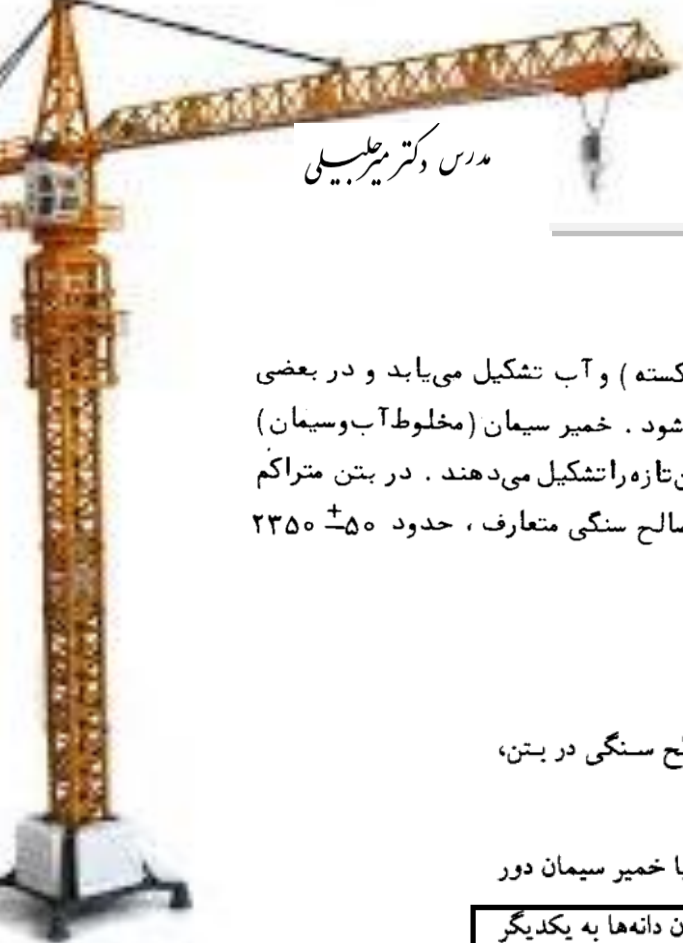 مدرس دکتر میرجلیلی
کسته ) و آب تشکیل می‌یابد و در بعضی
شود . خمیر سیمان (مخلوط آب‌وسیمان)
ن‌تازه‌را‌تشکیل می‌دهند . در بتن متراکم
صالح سنگی متعارف ، حدود ۵۰ ± ۲۳۵۰
لح سنگی در بتن،
با خمیر سیمان دور
ن دانه‌ها به یکدیگر